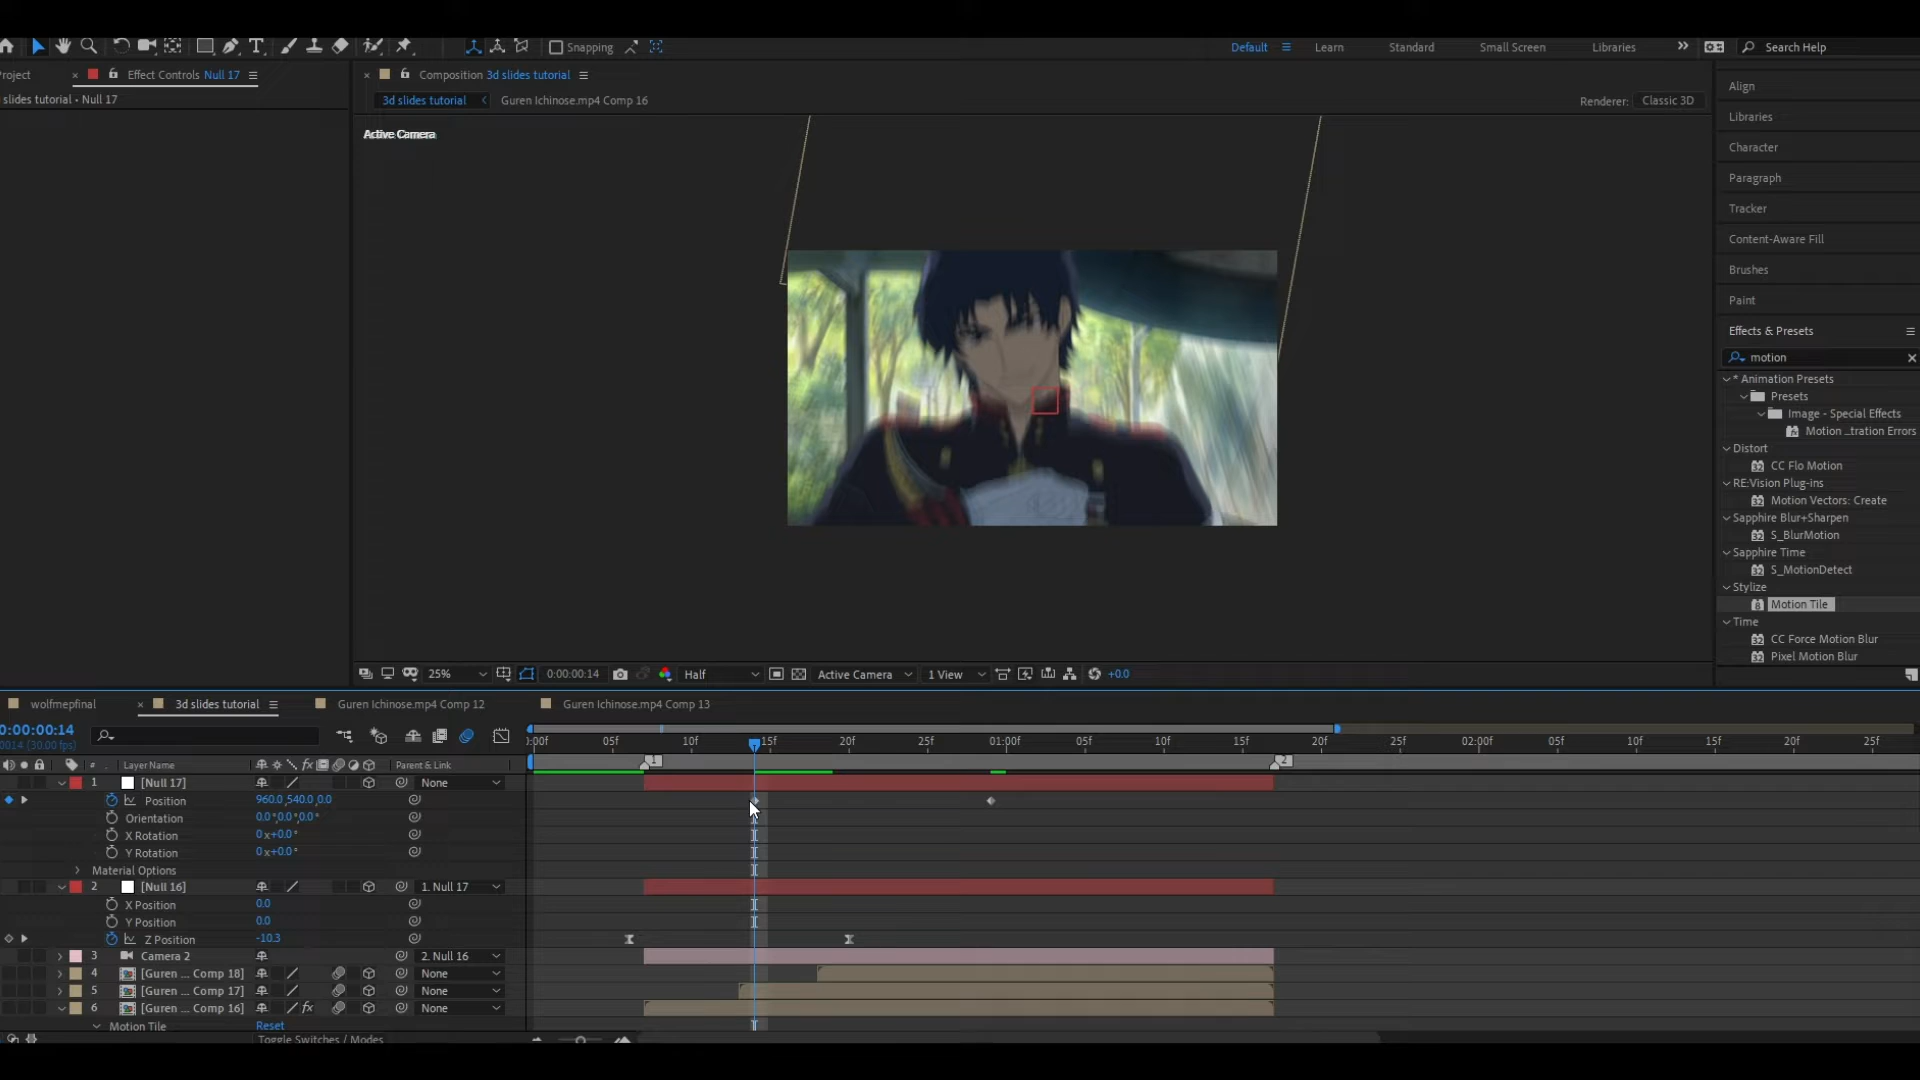 Snapping
Default
Learn
Standard
Small Screen
Libraries
Search Help
roject
Effect Controls Null 17
Composition 3d slides tutorial
slides tutorial • Null 17
3d slides tutorial
Guren Ichinose.mp4 Comp 16
Renderer:
Classic 3D
Active Camera
Align
Libraries
Character
Paragraph
Tracker
Content-Aware Fill
Brushes
Paint
Effects & Presets
motion
* Animation Presets
Presets
Image - Special Effects
Motion ...tration Errors
Distort
CC Flo Motion
RE:Vision Plug-ins
Motion Vectors: Create
Sapphire Blur+Sharpen
S_BlurMotion
Sapphire Time
S_MotionDetect
Stylize
Motion Tile
Time
CC Force Motion Blur
Pixel Motion Blur
25%
0:00:00:14
Half
Active Camera
1 View
+0.0
wolfmepfinal
3d slides tutorial
Guren Ichinose.mp4 Comp 12
Guren Ichinose.mp4 Comp 13
0:00:00:14
0014 (30.00 fps)
:00f 05f 10f 15f 20f 25f 01:00f 05f 10f 15f 20f 25f 02:00f 05f 10f 15f 20f 25f
1 2
# Layer Name fx Parent & Link
1 [Null 17] None
Position 960.0,540.0,0.0
Orientation 0.0°,0.0°,0.0°
X Rotation 0x+0.0°
Y Rotation 0x+0.0°
Material Options
2 [Null 16] 1. Null 17
X Position 0.0
Y Position 0.0
Z Position -10.3
3 Camera 2 2. Null 16
4 [Guren ... Comp 18] None
5 [Guren ... Comp 17] None
6 [Guren ... Comp 16] fx None
Motion Tile Reset
Toggle Switches / Modes